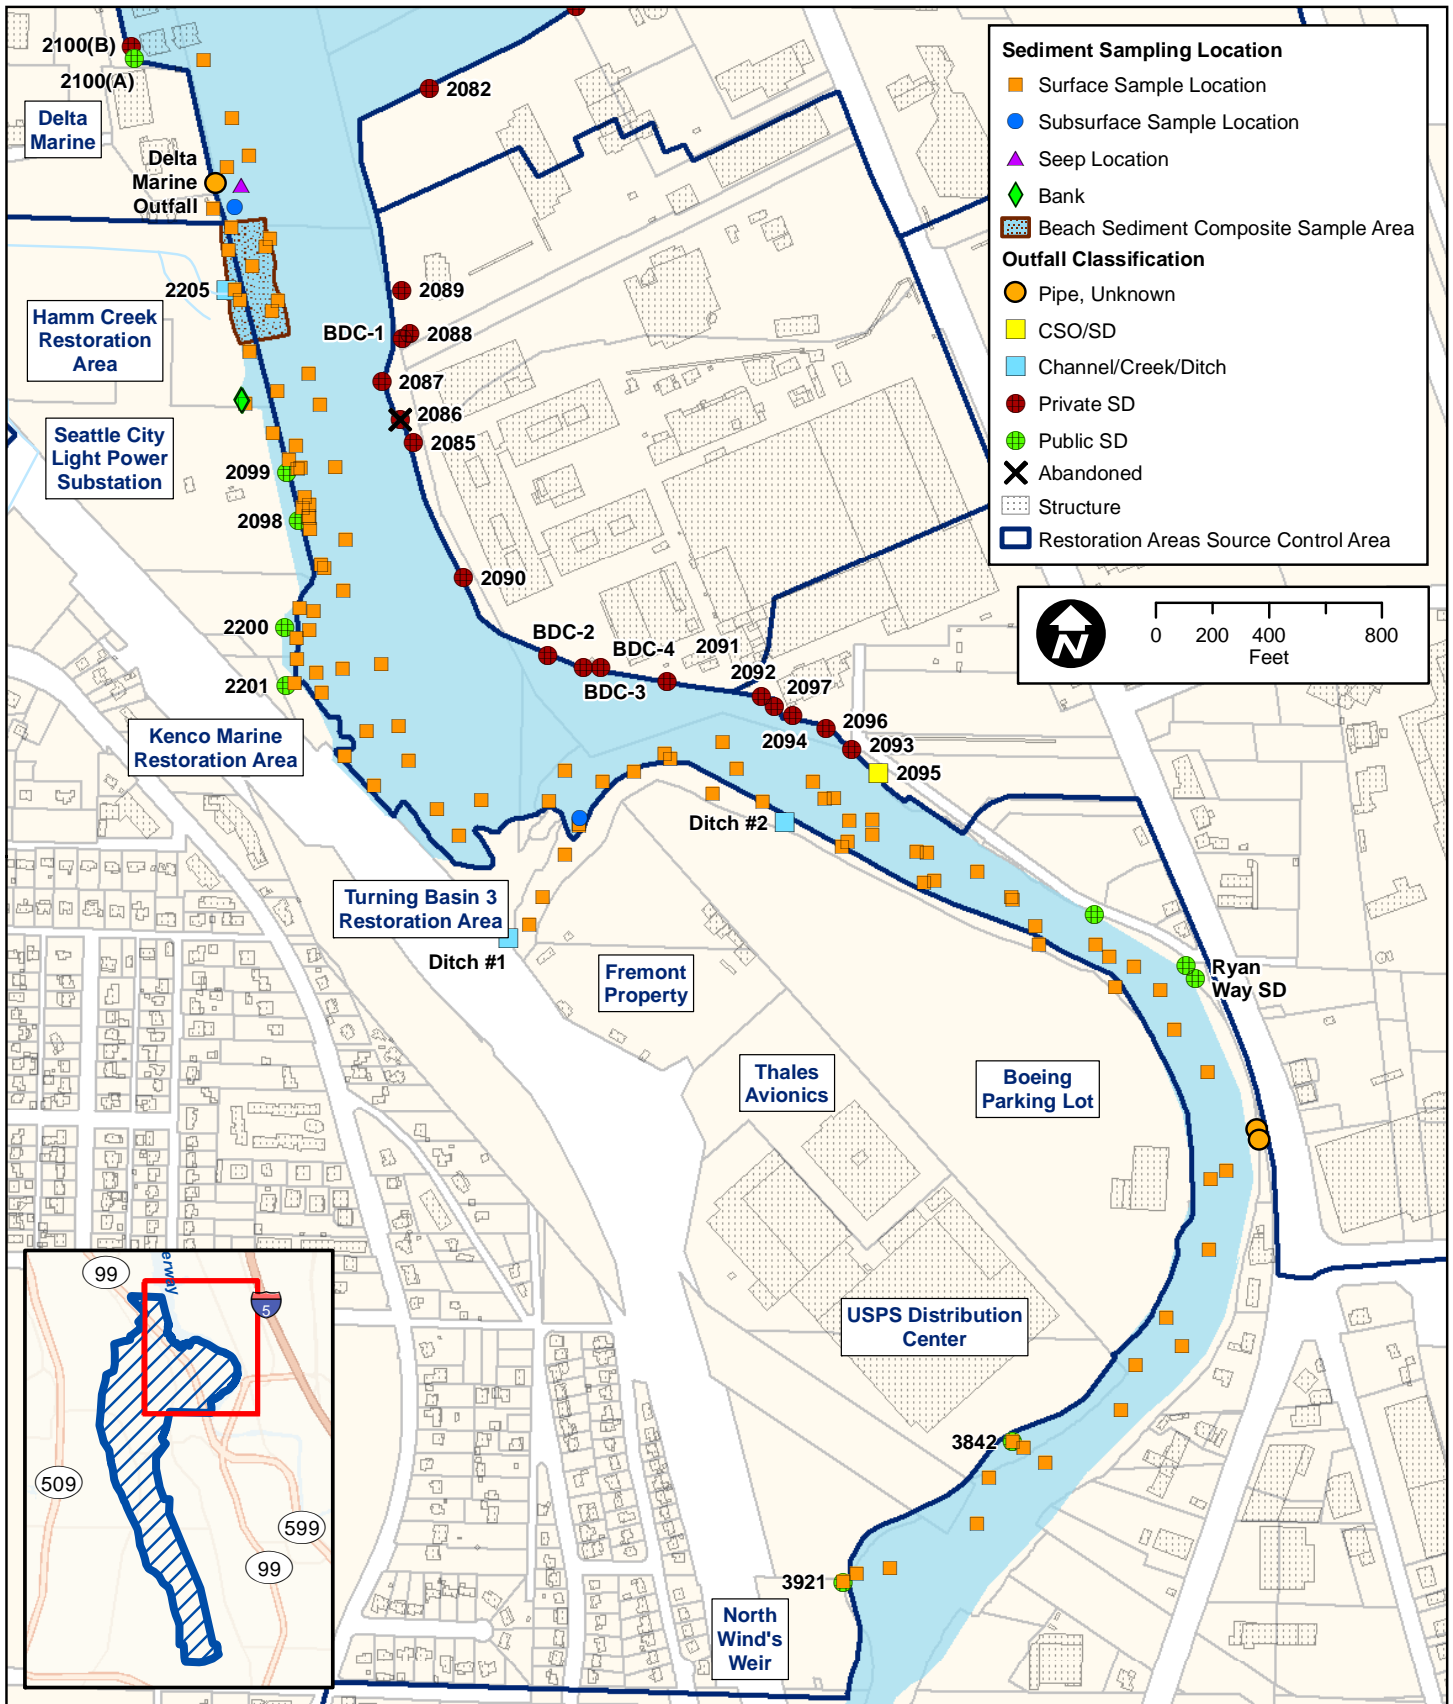 2100(B)
2100(A)
Delta
Marine
2082
Delta
Marine
Outfall
2205
2089
Hamm Creek
Restoration
Area
BDC-1
2088
2087
2086
2085
Seattle City
Light Power
Substation
2099
2098
2090
2200
2201
BDC-2
BDC-4
BDC-3
2091
2092
2097
2094
2096
2093
2095
Kenco Marine
Restoration Area
Ditch #2
Turning Basin 3
Restoration Area
Ditch #1
Fremont
Property
Ryan
Way SD
Thales
Avionics
Boeing
Parking Lot
USPS Distribution
Center
3842
3921
North
Wind's
Weir
Sediment Sampling Location
Surface Sample Location
Subsurface Sample Location
Seep Location
Bank
Beach Sediment Composite Sample Area
Outfall Classification
Pipe, Unknown
CSO/SD
Channel/Creek/Ditch
Private SD
Public SD
Abandoned
Structure
Restoration Areas Source Control Area
N
0 200 400 800
Feet
99
erway
5
509
599
99